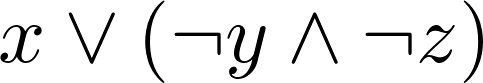 x ∨ (¬y ∧ ¬z)